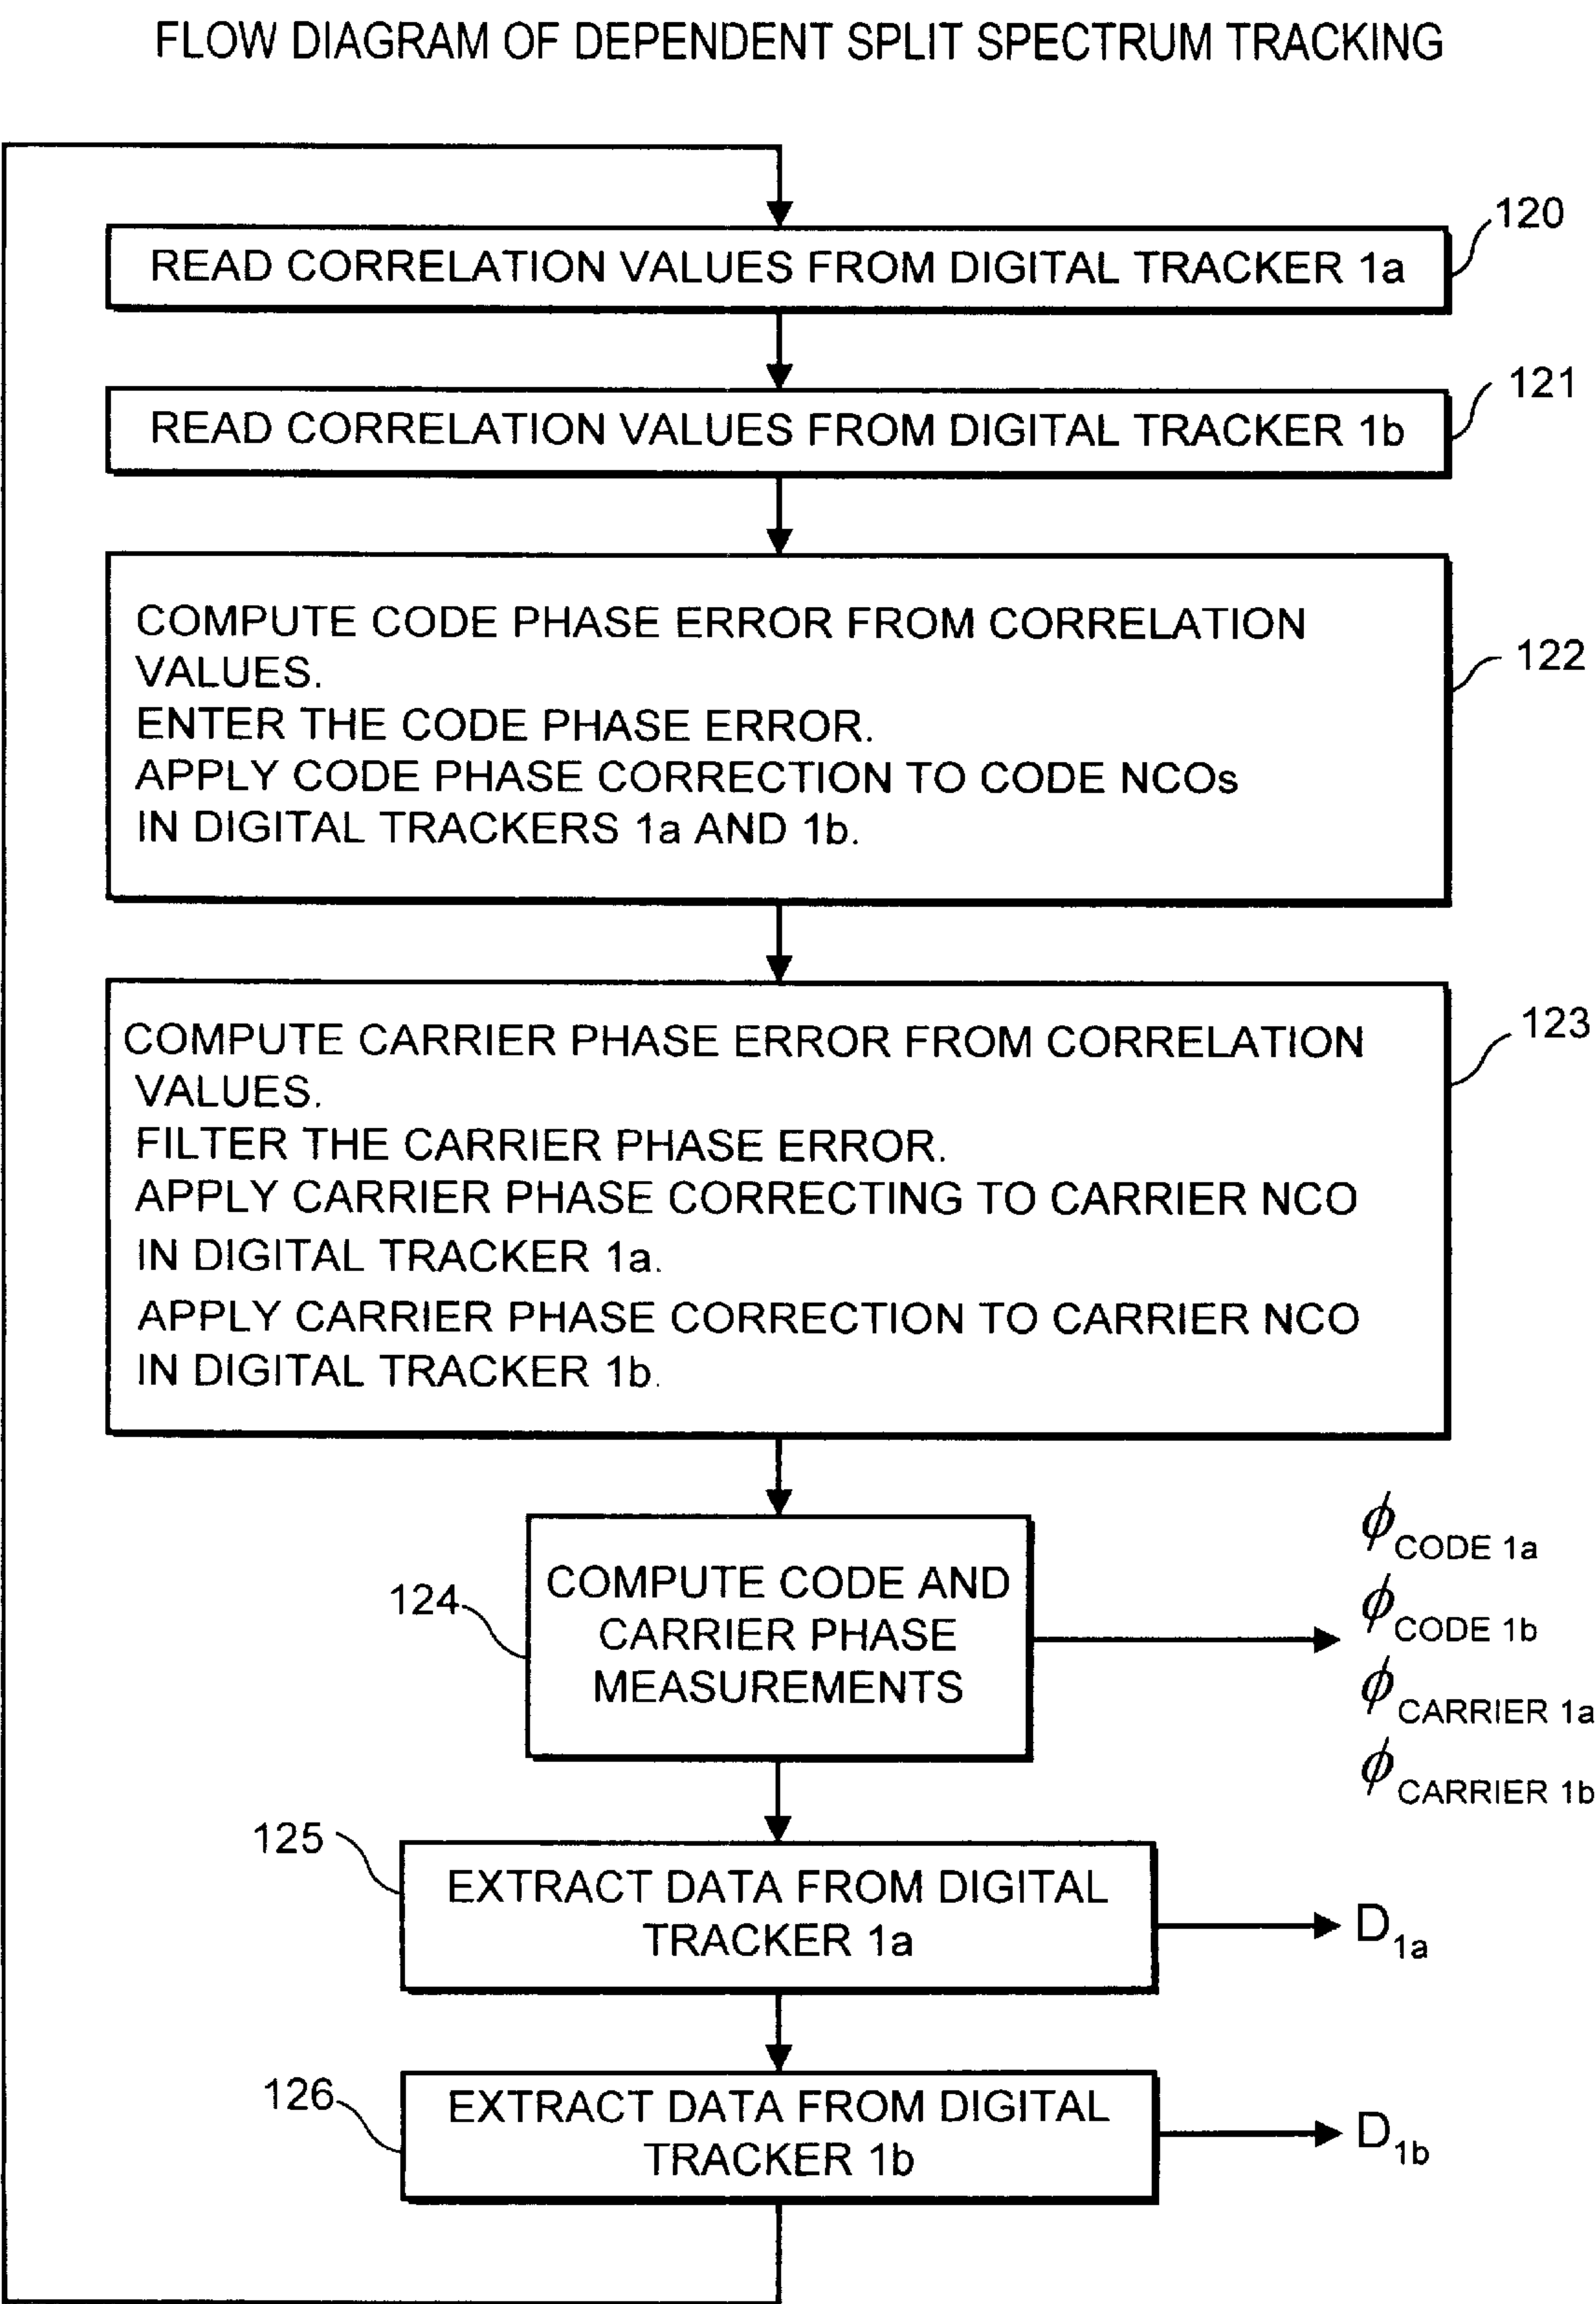 FLOW DIAGRAM OF DEPENDENT SPLIT SPECTRUM TRACKING
120
READ CORRELATION VALUES FROM DIGITAL TRACKER 1a
121
READ CORRELATION VALUES FROM DIGITAL TRACKER 1b
122
COMPUTE CODE PHASE ERROR FROM CORRELATION
VALUES.
ENTER THE CODE PHASE ERROR.
APPLY CODE PHASE CORRECTION TO CODE NCOs
IN DIGITAL TRACKERS 1a AND 1b.
123
COMPUTE CARRIER PHASE ERROR FROM CORRELATION
VALUES.
FILTER THE CARRIER PHASE ERROR.
APPLY CARRIER PHASE CORRECTING TO CARRIER NCO
IN DIGITAL TRACKER 1a.
APPLY CARRIER PHASE CORRECTION TO CARRIER NCO
IN DIGITAL TRACKER 1b.
124
COMPUTE CODE AND
CARRIER PHASE
MEASUREMENTS
ϕ CODE 1a
ϕ CODE 1b
ϕ CARRIER 1a
ϕ CARRIER 1b
125
EXTRACT DATA FROM DIGITAL
TRACKER 1a
D1a
126
EXTRACT DATA FROM DIGITAL
TRACKER 1b
D1b